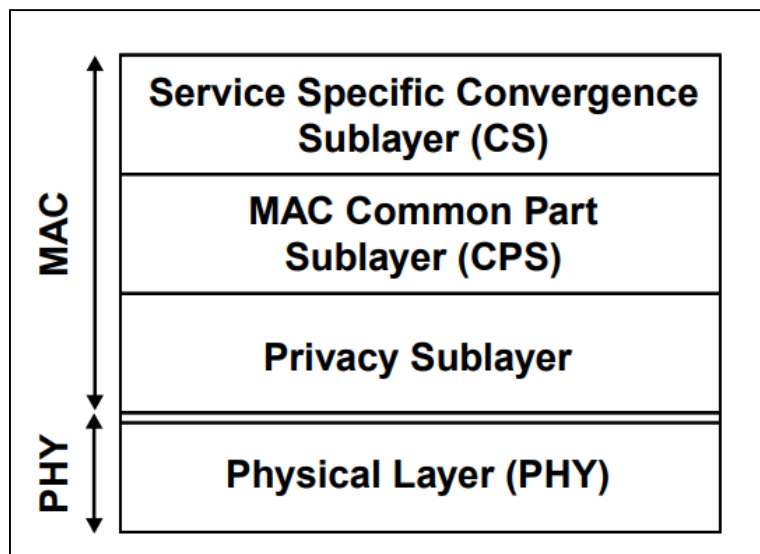 MAC
Service Specific Convergence
Sublayer (CS)
MAC Common Part
Sublayer (CPS)
Privacy Sublayer
PHY
Physical Layer (PHY)